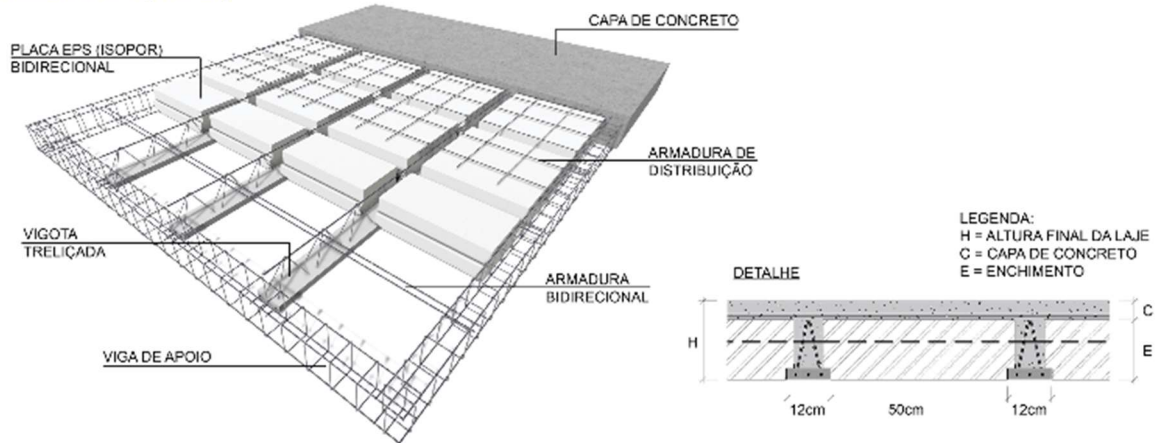 CAPA DE CONCRETO
PLACA EPS (ISOPOR)
BIDIRECIONAL
ARMADURA DE
DISTRIBUIÇÃO
VIGOTA
TRELIÇADA
ARMADURA
BIDIRECIONAL
VIGA DE APOIO
LEGENDA:
H = ALTURA FINAL DA LAJE
C = CAPA DE CONCRETO
E = ENCHIMENTO
DETALHE
C
H
E
12cm
50cm
12cm